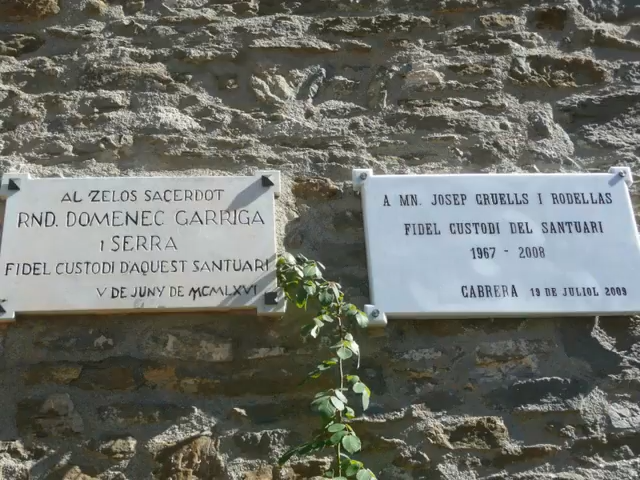 AL ZELOS SACERDOT
RND. DOMENEC GARRIGA
I SERRA
FIDEL CUSTODI D'AQUEST SANTUARI
V DE JUNY DE MCMLXVI
A MN. JOSEP CRUELLS I RODELLAS
FIDEL CUSTODI DEL SANTUARI
1967 - 2008
CABRERA 19 DE JULIOL 2009